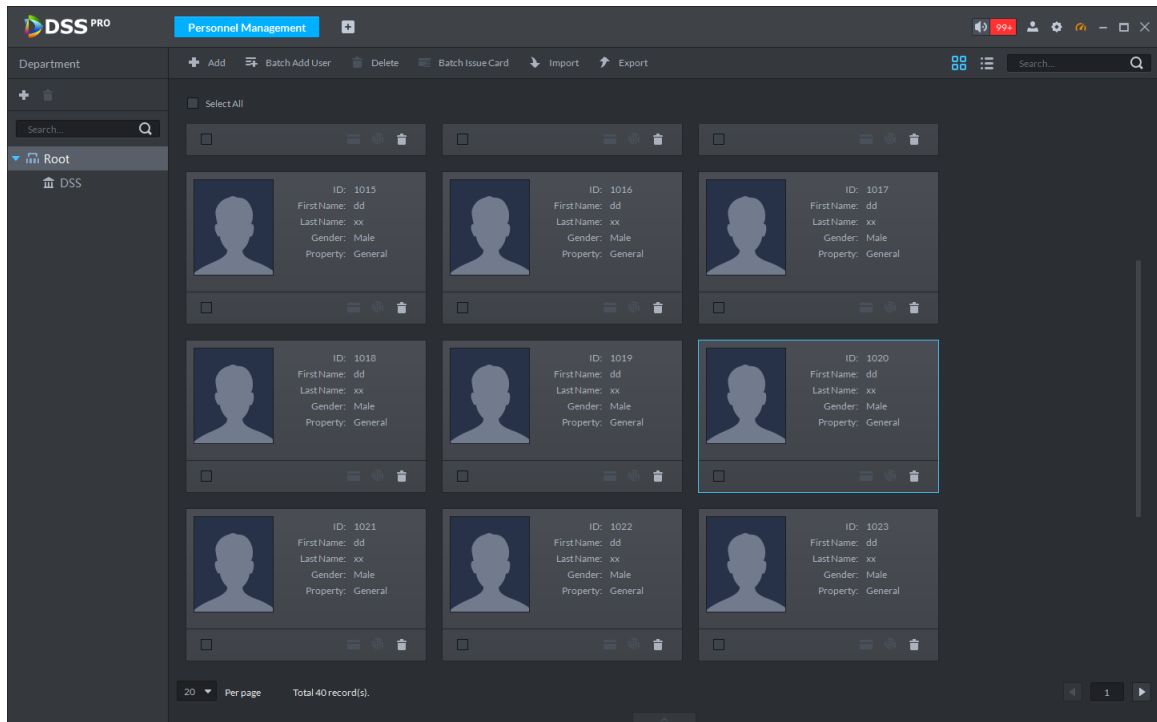 DSS PRO
Personnel Management
99+
Department
Add
Batch Add User
Delete
Batch Issue Card
Import
Export
Search...
Select All
Search...
Root
DSS
ID: 1015
First Name: dd
Last Name: xx
Gender: Male
Property: General
ID: 1016
First Name: dd
Last Name: xx
Gender: Male
Property: General
ID: 1017
First Name: dd
Last Name: xx
Gender: Male
Property: General
ID: 1018
First Name: dd
Last Name: xx
Gender: Male
Property: General
ID: 1019
First Name: dd
Last Name: xx
Gender: Male
Property: General
ID: 1020
First Name: dd
Last Name: xx
Gender: Male
Property: General
ID: 1021
First Name: dd
Last Name: xx
Gender: Male
Property: General
ID: 1022
First Name: dd
Last Name: xx
Gender: Male
Property: General
ID: 1023
First Name: dd
Last Name: xx
Gender: Male
Property: General
20 Per page Total 40 record(s).
1